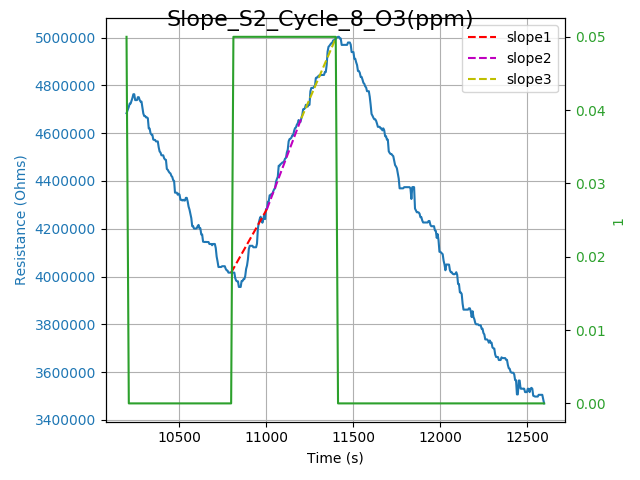 Slope_S2_Cycle_8_O3(ppm)
slope1
slope2
slope3
Resistance (Ohms)
5000000
4800000
4600000
4400000
4200000
4000000
3800000
3600000
3400000
0.05
0.04
0.03
0.02
0.01
0.00
1
10500 11000 11500 12000 12500
Time (s)